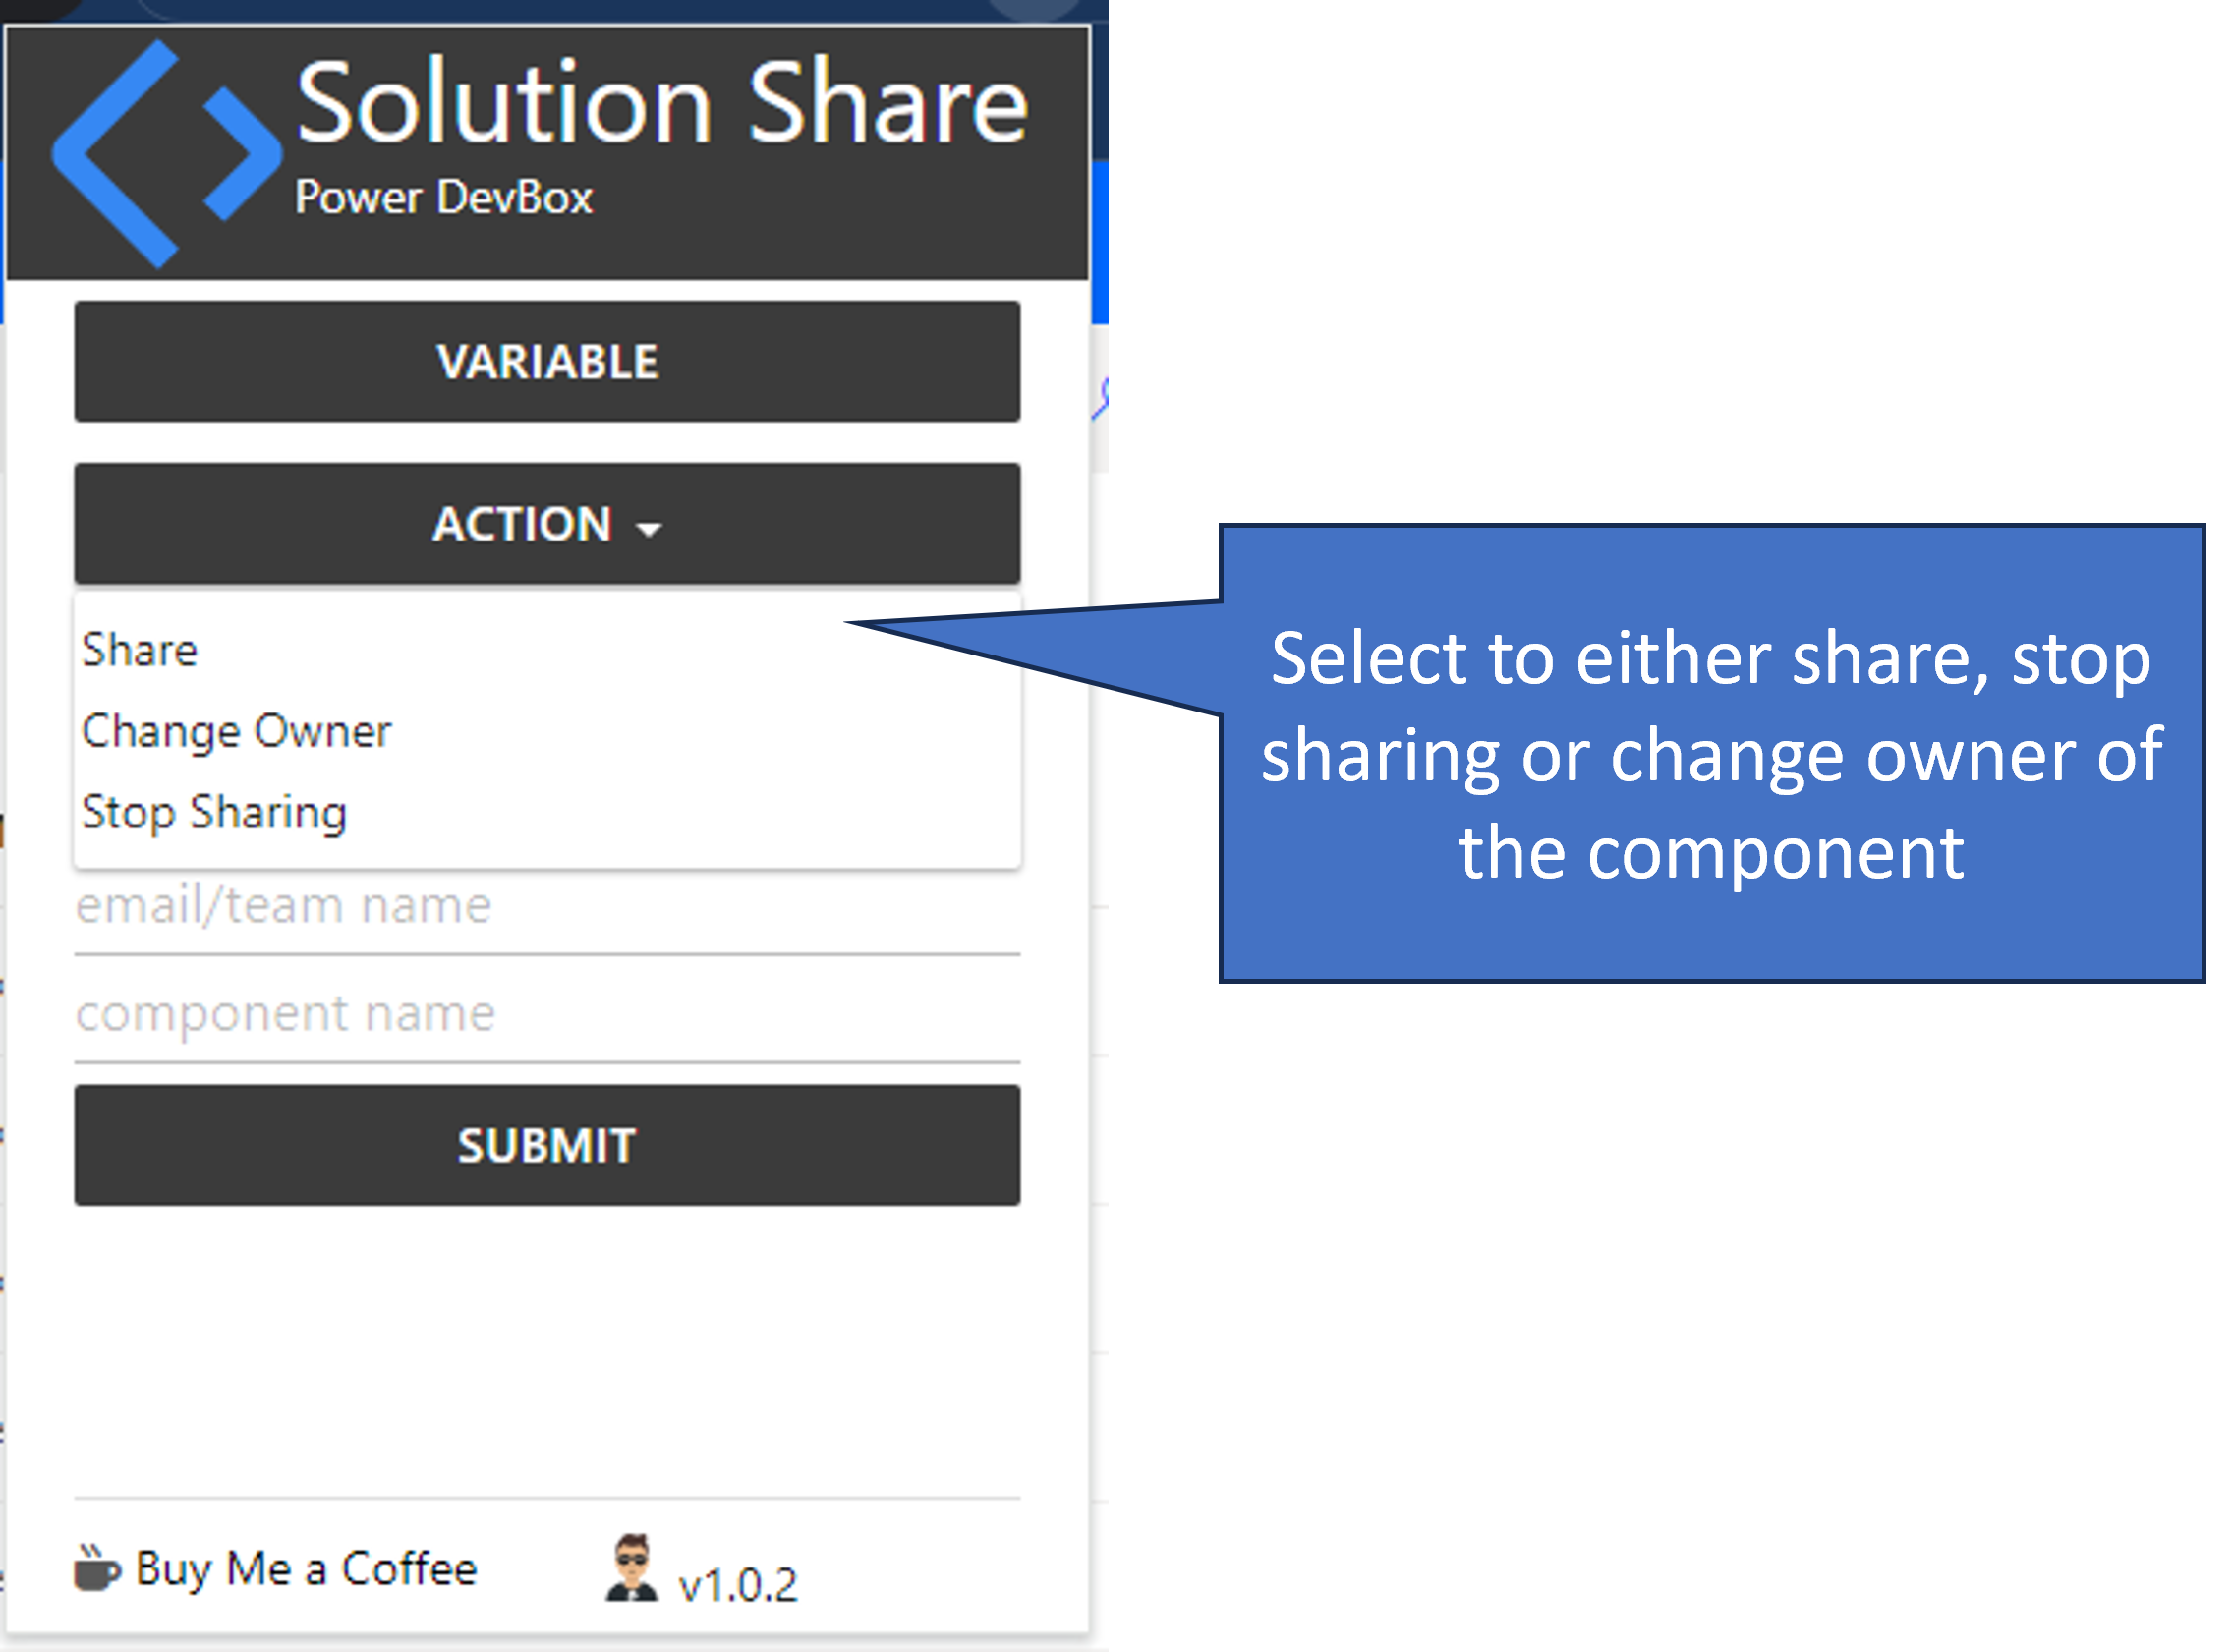 Solution Share
Power DevBox
VARIABLE
ACTION
Share
Change Owner
Stop Sharing
email/team name
component name
SUBMIT
Buy Me a Coffee
v1.0.2
Select to either share, stop
sharing or change owner of
the component